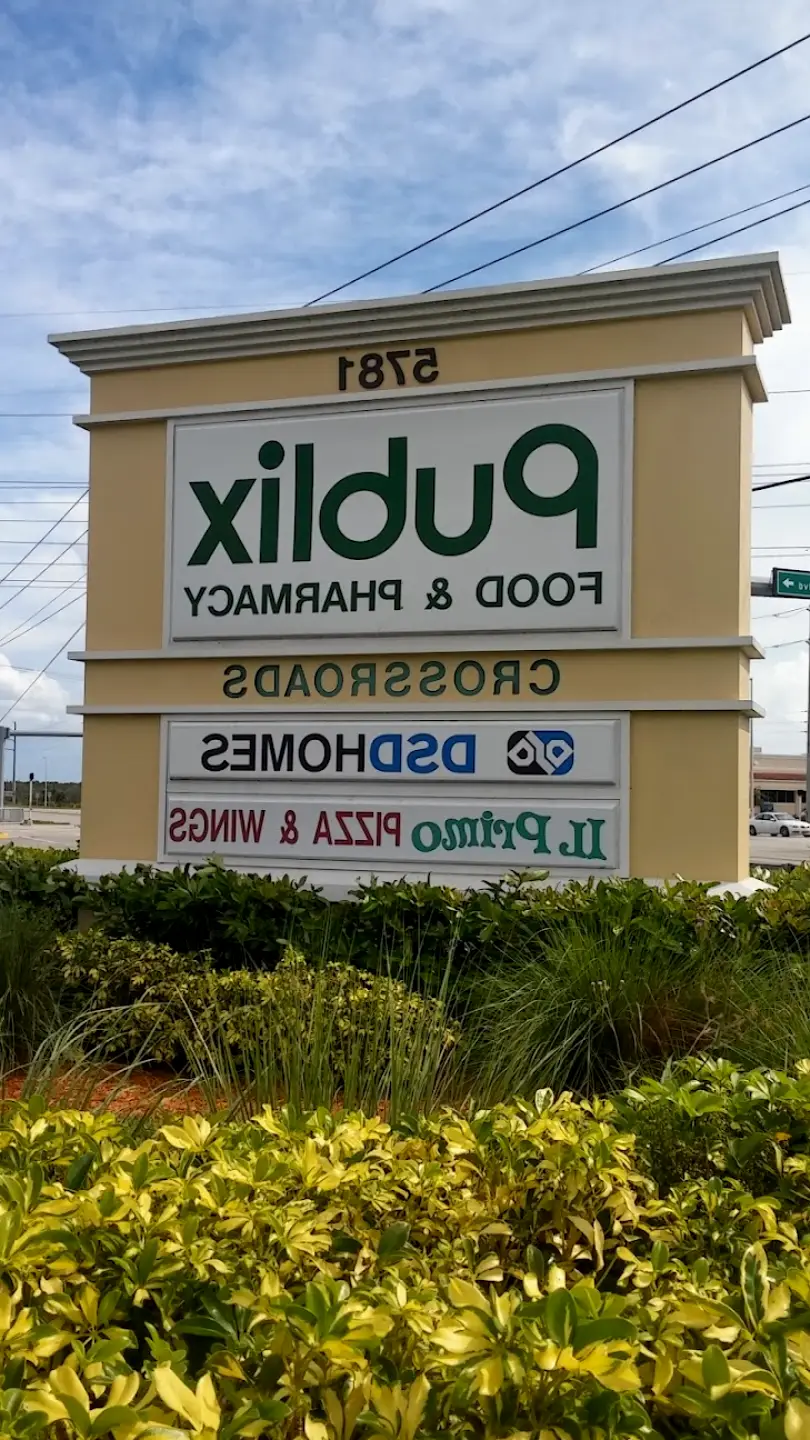 5781
Publix
FOOD & PHARMACY
CROSSROADS
DSDHOMES
IL Primo PIZZA & WINGS